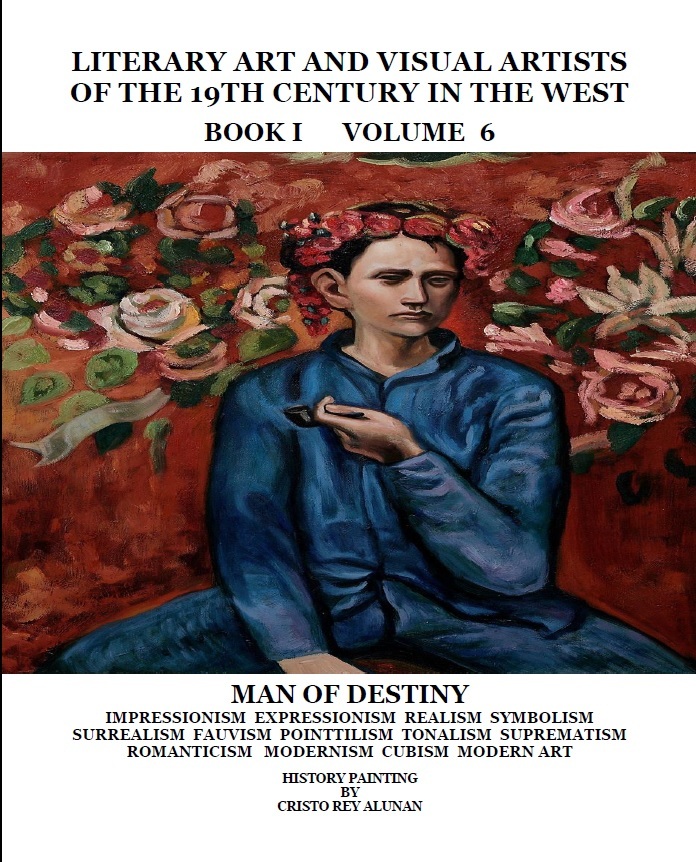 LITERARY ART AND VISUAL ARTISTS
OF THE 19TH CENTURY IN THE WEST
BOOK I VOLUME 6
MAN OF DESTINY
IMPRESSIONISM EXPRESSIONISM REALISM SYMBOLISM
SURREALISM FAUVISM POINTTILISM TONALISM SUPREMATISM
ROMANTICISM MODERNISM CUBISM MODERN ART
HISTORY PAINTING
BY
CRISTO REY ALUNAN